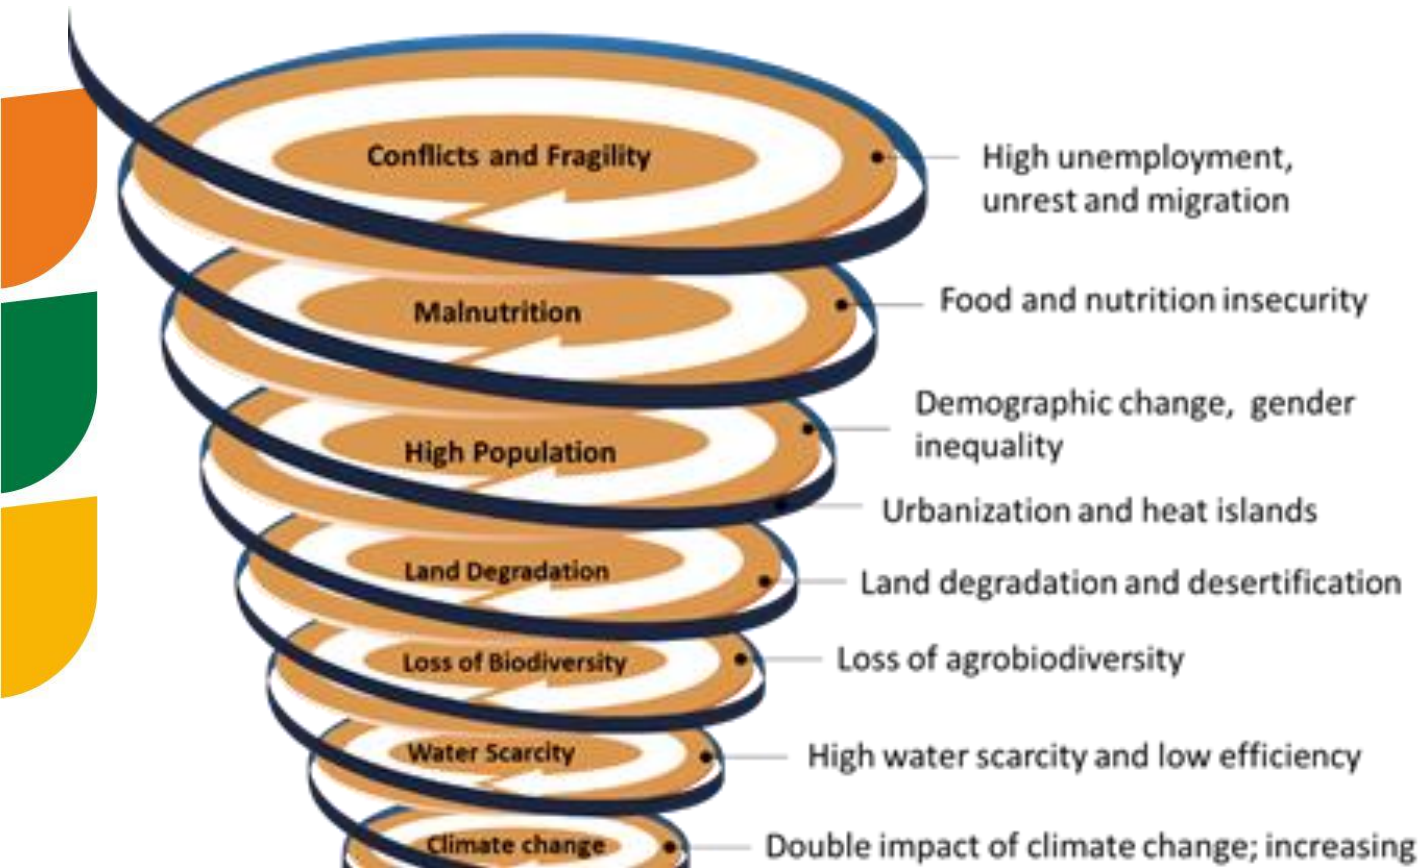 Conflicts and Fragility
High unemployment,
unrest and migration
Malnutrition
Food and nutrition insecurity
Demographic change, gender
inequality
High Population
Urbanization and heat islands
Land Degradation
Land degradation and desertification
Loss of Biodiversity
Loss of agrobiodiversity
Water Scarcity
High water scarcity and low efficiency
Climate change
Double impact of climate change; increasing